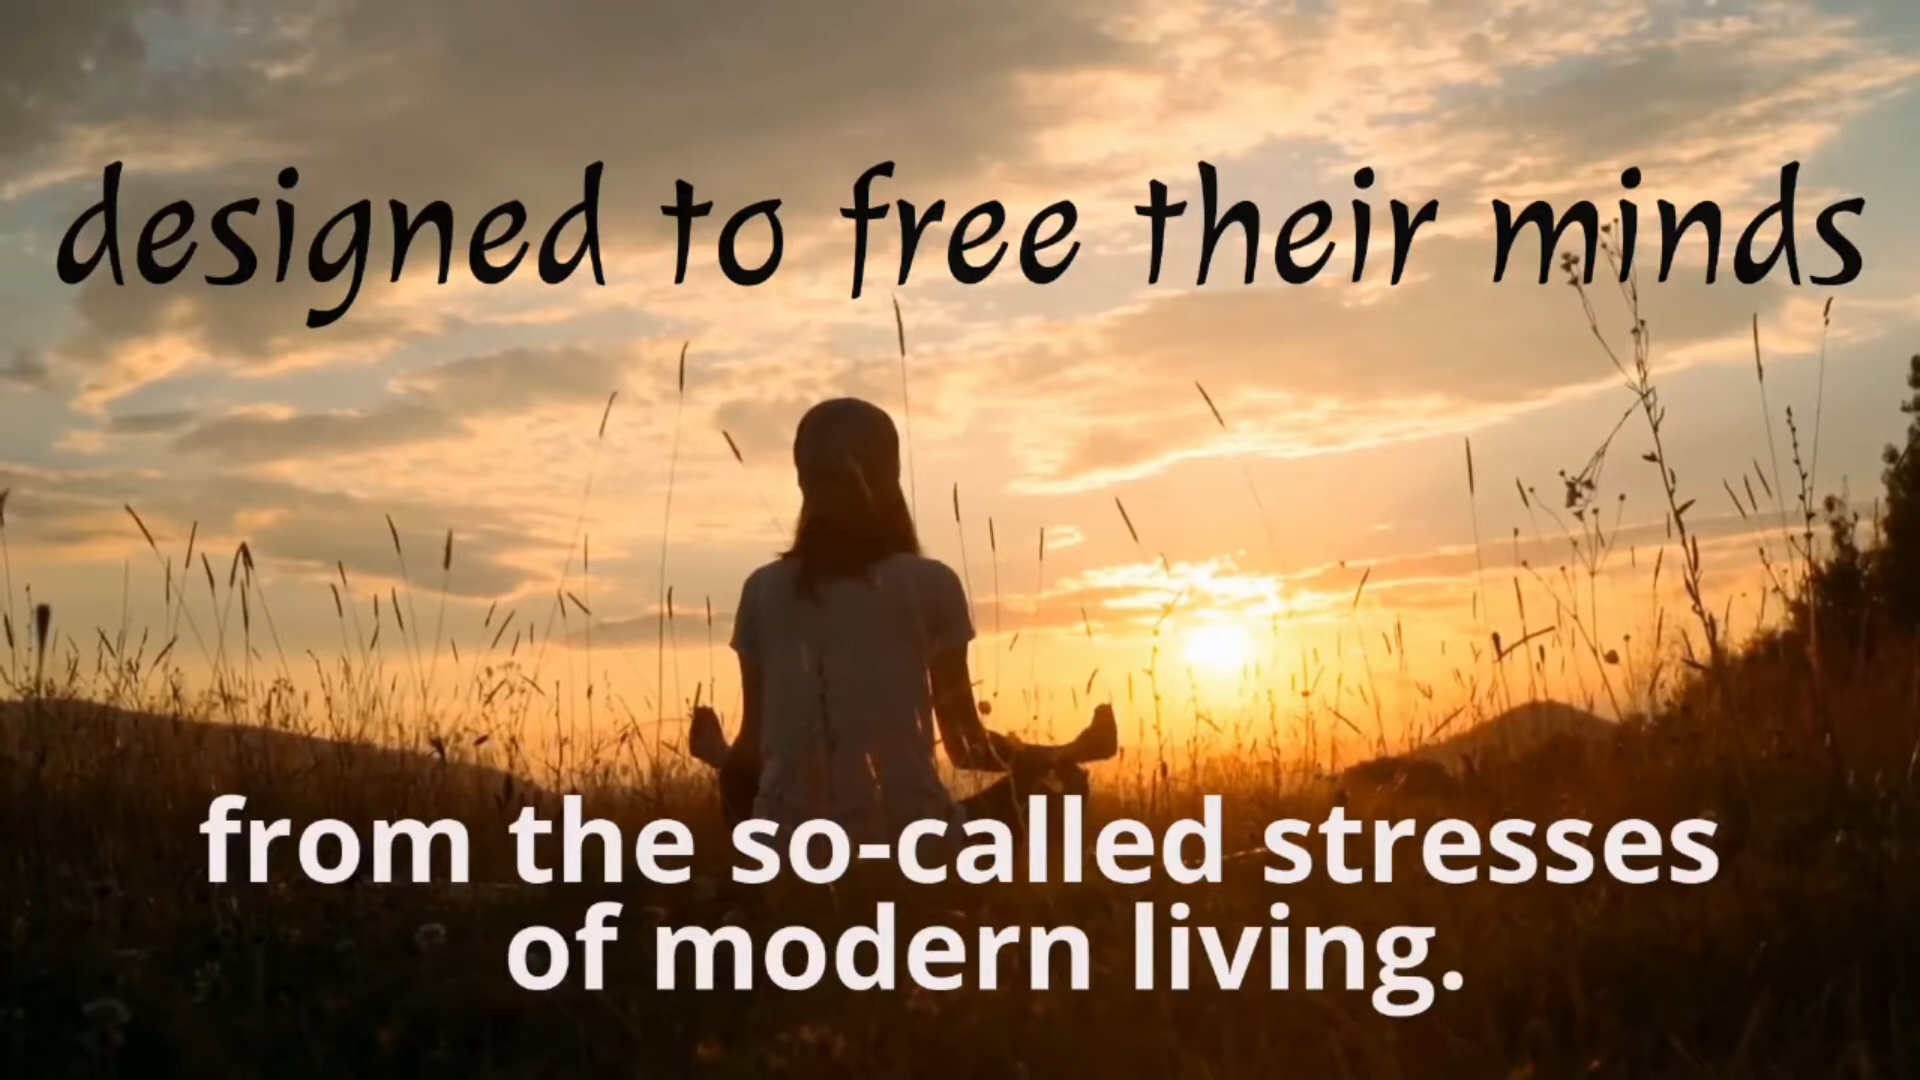 designed to free their minds
from the so-called stresses
of modern living.